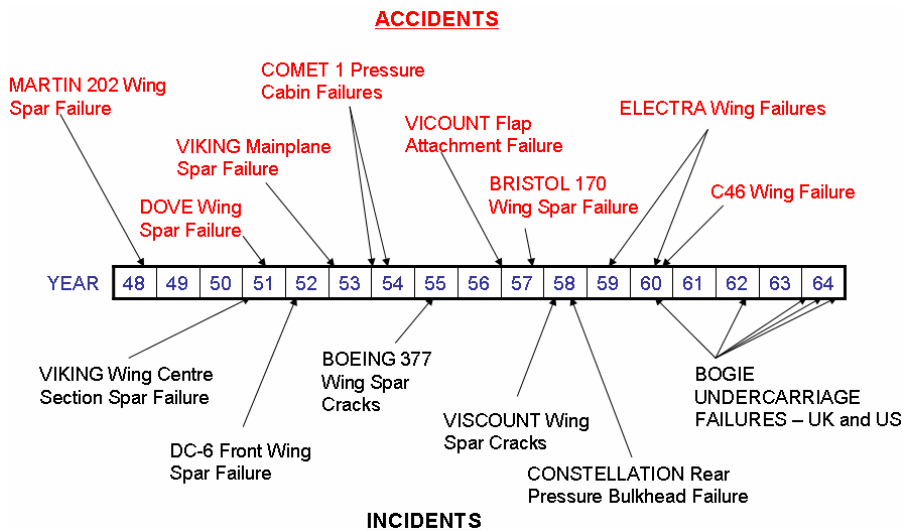 ACCIDENTS
MARTIN 202 Wing
Spar Failure
COMET 1 Pressure
Cabin Failures
VIKING Mainplane
Spar Failure
DOVE Wing
Spar Failure
VICOUNT Flap
Attachment Failure
BRISTOL 170
Wing Spar Failure
ELECTRA Wing Failures
C46 Wing Failure
YEAR 48 49 50 51 52 53 54 55 56 57 58 59 60 61 62 63 64
VIKING Wing Centre
Section Spar Failure
DC-6 Front Wing
Spar Failure
BOEING 377
Wing Spar
Cracks
VISCOUNT Wing
Spar Cracks
CONSTELLATION Rear
Pressure Bulkhead Failure
BOGIE
UNDERCARRIAGE
FAILURES – UK and US
INCIDENTS